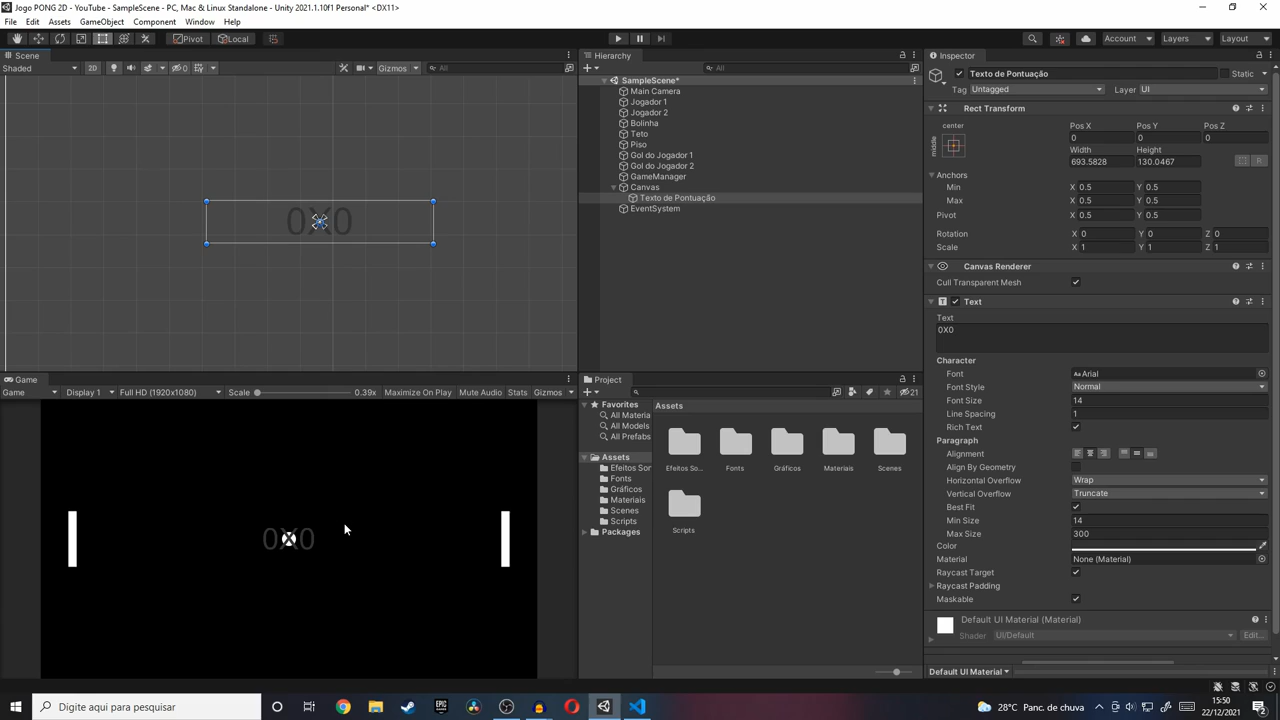 Jogo PONG 2D - YouTube - SampleScene - PC, Mac & Linux Standalone - Unity 2021.1.10f1 Personal* <DX11>
File Edit Assets GameObject Component Window Help
Pivot Local Account Layers Layout
Scene
Shaded 2D 0 Gizmos All
0X0
Game
Game Display 1 Full HD (1920x1080) Scale 0.39x Maximize On Play Mute Audio Stats Gizmos
0X0
Hierarchy
All
SampleScene*
Main Camera
Jogador 1
Jogador 2
Bolinha
Teto
Piso
Gol do Jogador 1
Gol do Jogador 2
GameManager
Canvas
Texto de Pontuação
EventSystem
Project
21
Favorites
All Materia
All Models
All Prefabs
Assets
Efeitos Sor
Fonts
Gráficos
Materiais
Scenes
Scripts
Packages
Assets
Efeitos So... Fonts Gráficos Materiais Scenes
Scripts
Inspector
Texto de Pontuação Static
Tag Untagged Layer UI
Rect Transform
center
middle
Pos X Pos Y Pos Z
0 0 0
Width Height
693.5828 130.0467
R
Anchors
Min X 0.5 Y 0.5
Max X 0.5 Y 0.5
Pivot X 0.5 Y 0.5
Rotation X 0 Y 0 Z 0
Scale X 1 Y 1 Z 1
Canvas Renderer
Cull Transparent Mesh
Text
Text
0X0
Character
Font Aa Arial
Font Style Normal
Font Size 14
Line Spacing 1
Rich Text
Paragraph
Alignment
Align By Geometry
Horizontal Overflow Wrap
Vertical Overflow Truncate
Best Fit
Min Size 14
Max Size 300
Color
Material None (Material)
Raycast Target
Raycast Padding
Maskable
Default UI Material (Material)
Shader UI/Default Edit...
Default UI Material
Digite aqui para pesquisar
EPIC GAMES
28°C Panc. de chuva
15:50
22/12/2021